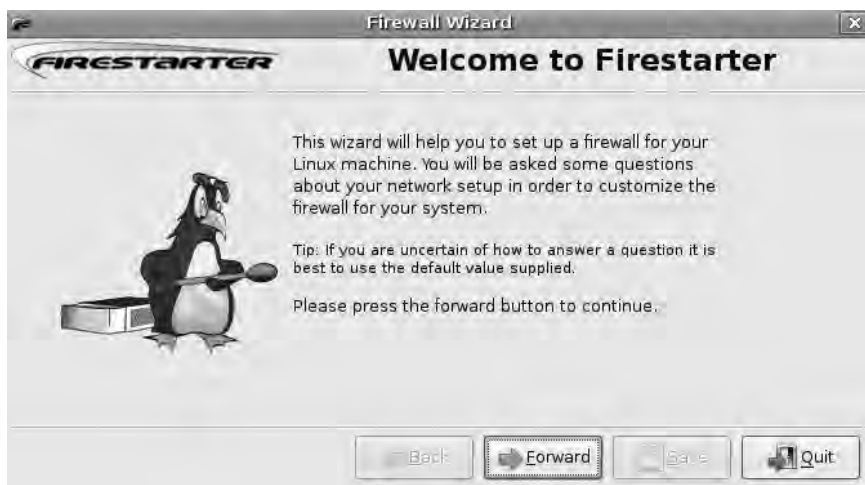 Firewall Wizard
FIRESTARTER
Welcome to Firestarter
This wizard will help you to set up a firewall for your
Linux machine. You will be asked some questions
about your network setup in order to customize the
firewall for your system.
Tip: If you are uncertain of how to answer a question it is
best to use the default value supplied.
Please press the forward button to continue.
Back
Forward
Save
Quit